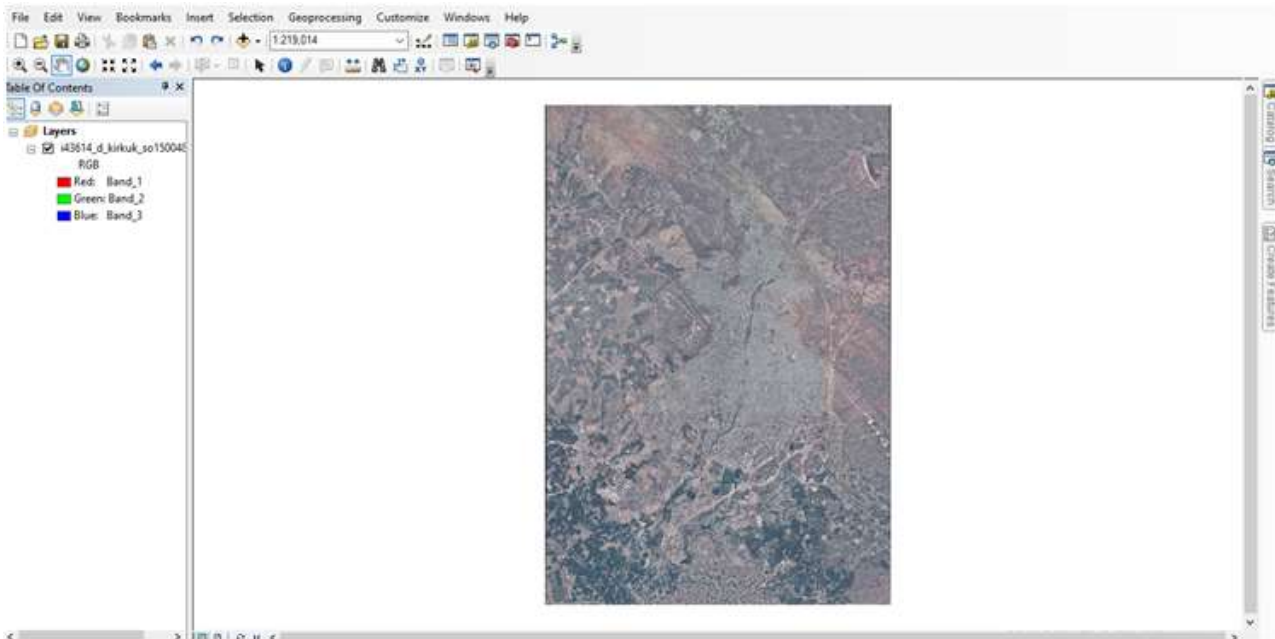 File Edit View Bookmarks Insert Selection Geoprocessing Customize Windows Help
1:219,014
Table Of Contents
Layers
i43614_d_kirkuk_so150048
RGB
Red: Band_1
Green: Band_2
Blue: Band_3
Catalog
Search
Create Features